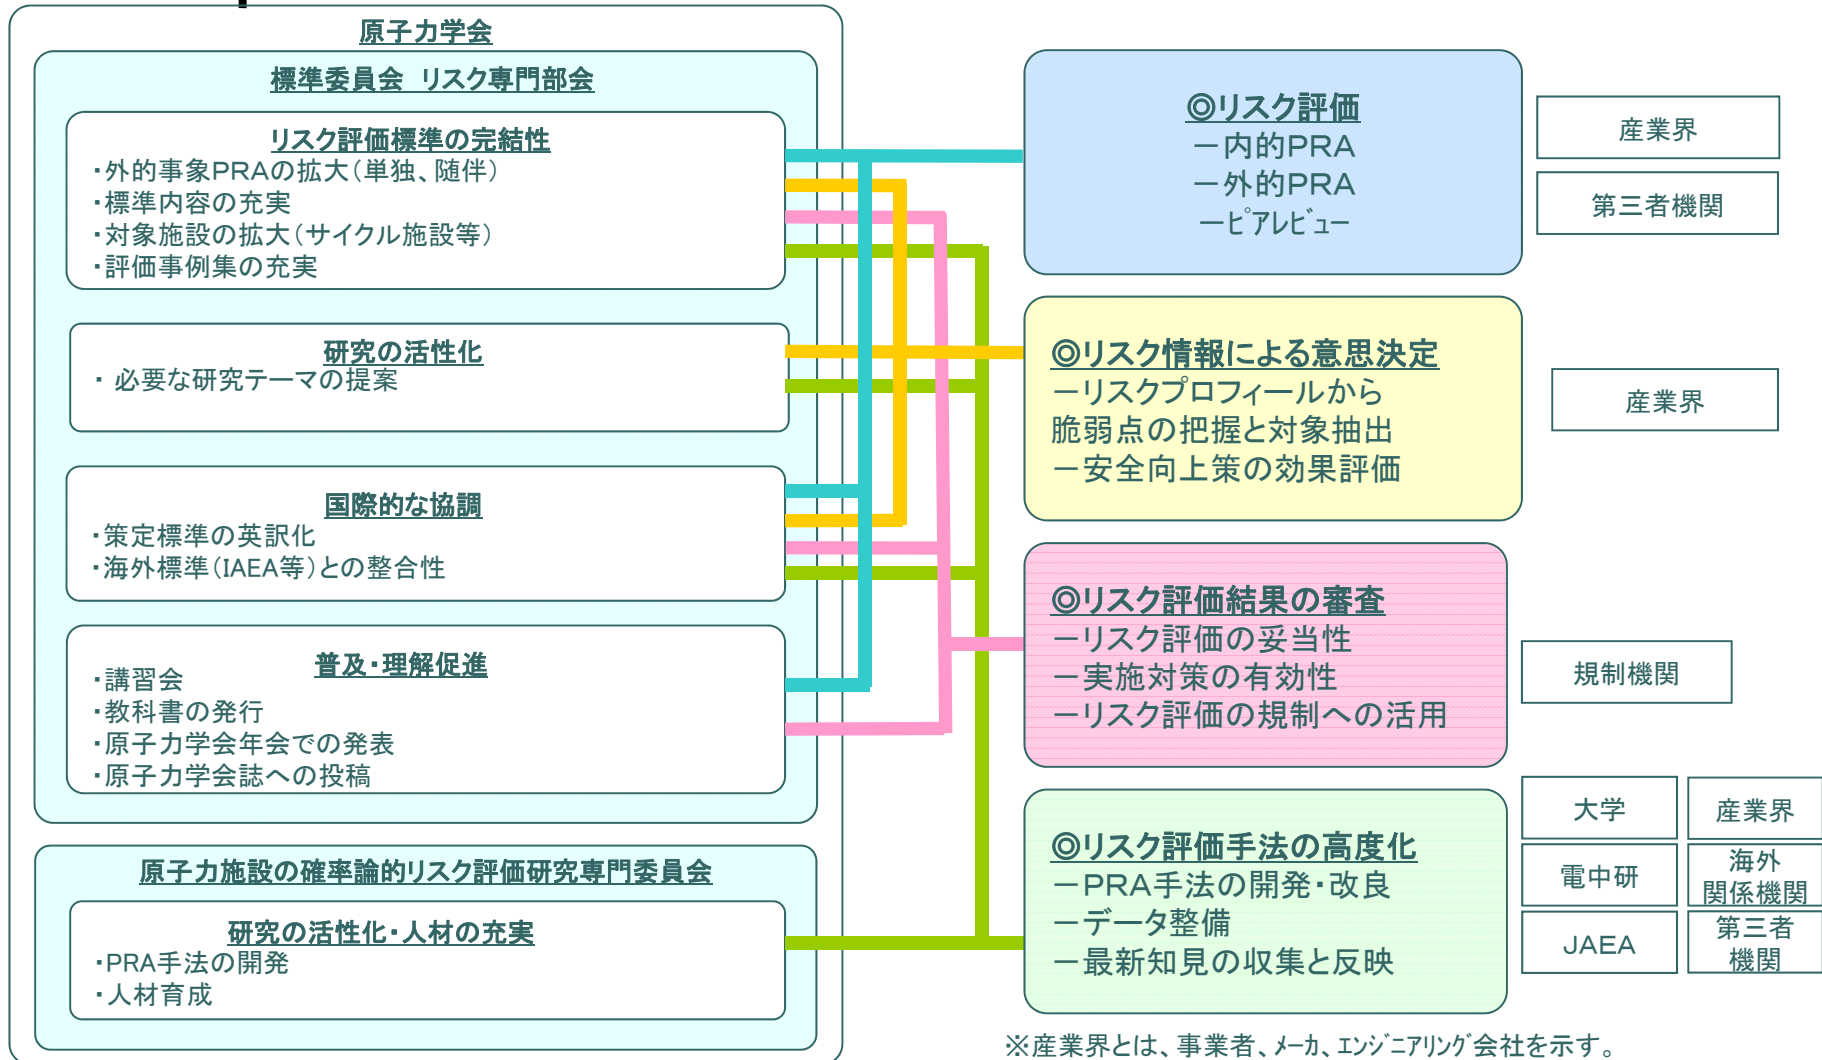 原子力学会
標準委員会 リスク専門部会
リスク評価標準の完結性
・外的事象PRAの拡大(単独、随伴)
・標準内容の充実
・対象施設の拡大(サイクル施設等)
・評価事例集の充実
研究の活性化
・ 必要な研究テーマの提案
国際的な協調
・策定標準の英訳化
・海外標準(IAEA等)との整合性
普及・理解促進
・講習会
・教科書の発行
・原子力学会年会での発表
・原子力学会誌への投稿
原子力施設の確率論的リスク評価研究専門委員会
研究の活性化・人材の充実
・PRA手法の開発
・人材育成
◎リスク評価
－内的PRA
－外的PRA
－ピアレビュー
産業界
第三者機関
◎リスク情報による意思決定
－リスクプロフィールから
脆弱点の把握と対象抽出
－安全向上策の効果評価
産業界
◎リスク評価結果の審査
－リスク評価の妥当性
－実施対策の有効性
－リスク評価の規制への活用
規制機関
◎リスク評価手法の高度化
－PRA手法の開発・改良
－データ整備
－最新知見の収集と反映
大学
産業界
電中研
海外
関係機関
JAEA
第三者
機関
※産業界とは、事業者、メーカ、エンジニアリング会社を示す。